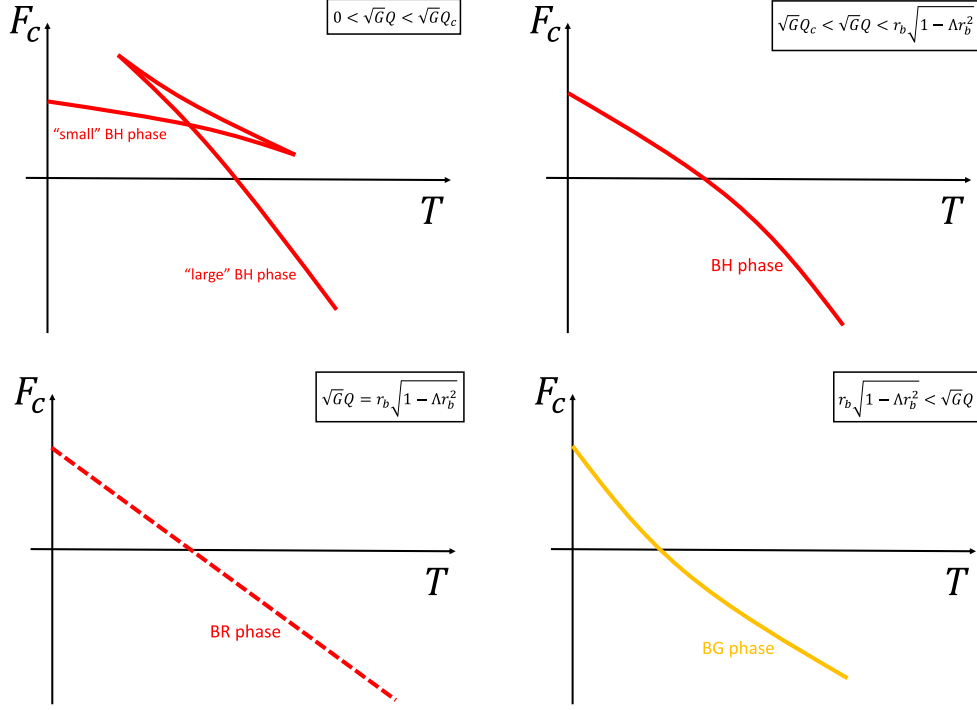 F_c
0 < √G Q < √G Q_c
"small" BH phase
T
"large" BH phase
F_c
√G Q_c < √G Q < r_b √(1 − Λr_b^2)
T
BH phase
F_c
√G Q = r_b √(1 − Λr_b^2)
T
BR phase
F_c
r_b √(1 − Λr_b^2) < √G Q
T
BG phase